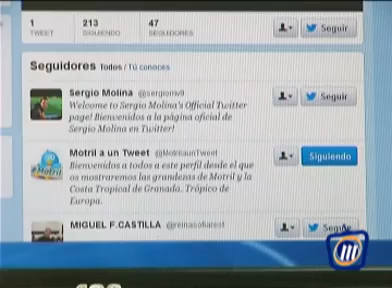 1 213 47
TWEET SIGUIENDO SEGUIDORES
Seguir
Seguidores Todos / Tú conoces
Sergio Molina @sergiomv9
Welcome to Sergio Molina's Official Twitter
page! Bienvenidos a la página oficial de
Sergio Molina en Twitter!
Seguir
Motril a un Tweet @MotrilaunTweet
Bienvenidos a todos a este perfil desde el que
os mostraremos las grandezas de Motril y la
Costa Tropical de Granada. Trópico de
Europa.
Siguiendo
Motril
MIGUEL F.CASTILLA @reinasofiarest
Seguir
m